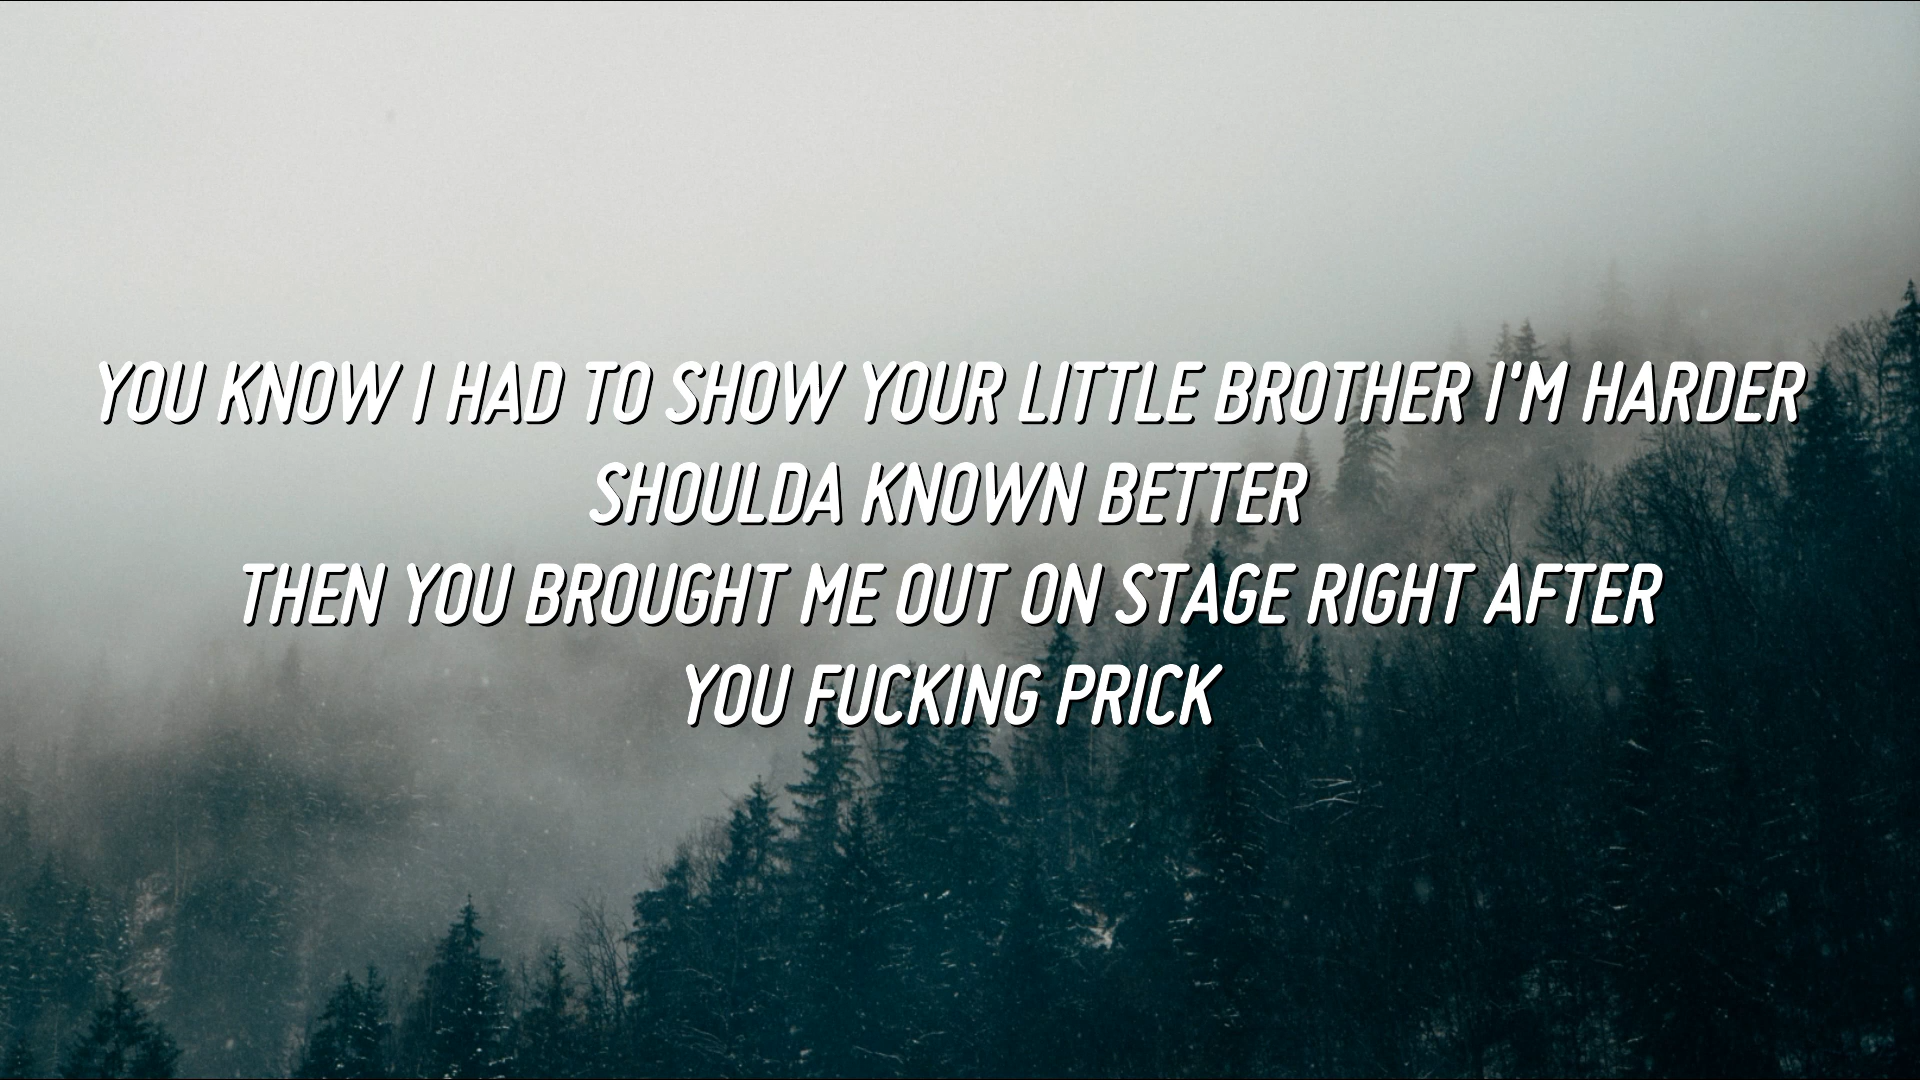 YOU KNOW I HAD TO SHOW YOUR LITTLE BROTHER I'M HARDER
SHOULDA KNOWN BETTER
THEN YOU BROUGHT ME OUT ON STAGE RIGHT AFTER
YOU FUCKING PRICK